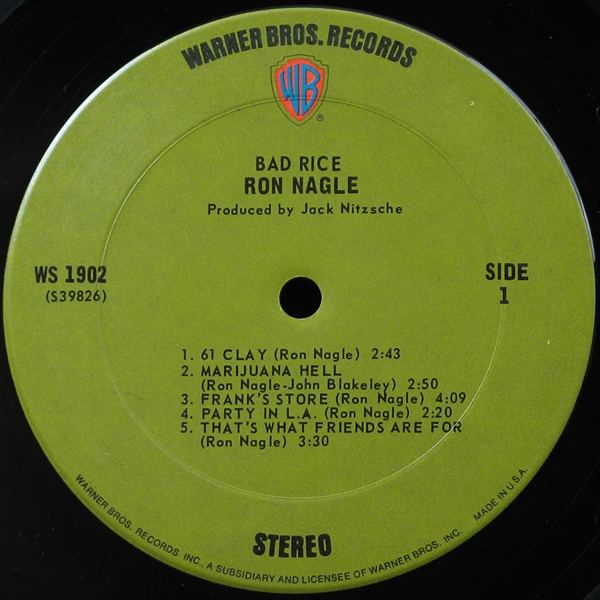 WARNER BROS. RECORDS
WB
®
BAD RICE
RON NAGLE
Produced by Jack Nitzsche
WS 1902
(S39826)
SIDE
1
1. 61 CLAY (Ron Nagle) 2:43
2. MARIJUANA HELL
(Ron Nagle-John Blakeley) 2:50
3. FRANK'S STORE (Ron Nagle) 4:09
4. PARTY IN L.A. (Ron Nagle) 2:20
5. THAT'S WHAT FRIENDS ARE FOR
(Ron Nagle) 3:30
STEREO
WARNER BROS. RECORDS INC., A SUBSIDIARY AND LICENSEE OF WARNER BROS. INC. MADE IN U.S.A.